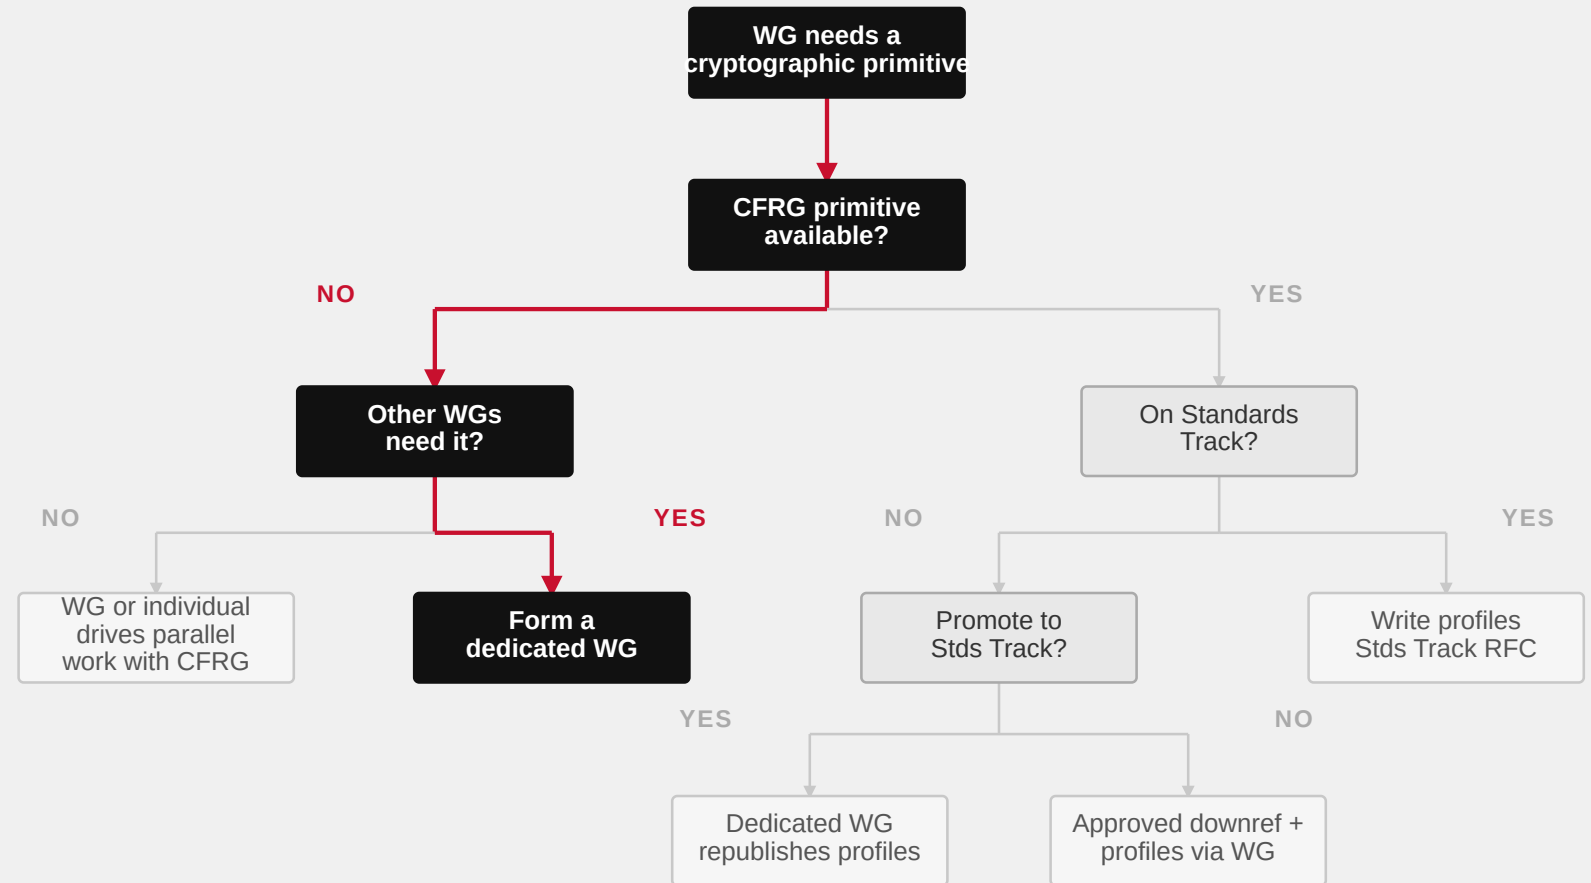 WG needs a
cryptographic primitive
CFRG primitive
available?
NO
YES
Other WGs
need it?
On Standards
Track?
NO
YES
NO
YES
WG or individual
drives parallel
work with CFRG
Form a
dedicated WG
Promote to
Stds Track?
Write profiles
Stds Track RFC
YES
NO
Dedicated WG
republishes profiles
Approved downref +
profiles via WG